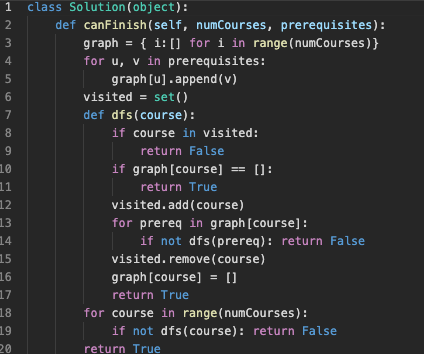 1 class Solution(object):
2     def canFinish(self, numCourses, prerequisites):
3         graph = { i:[] for i in range(numCourses)}
4         for u, v in prerequisites:
5             graph[u].append(v)
6         visited = set()
7         def dfs(course):
8             if course in visited:
9                 return False
10             if graph[course] == []:
11                 return True
12             visited.add(course)
13             for prereq in graph[course]:
14                 if not dfs(prereq): return False
15             visited.remove(course)
16             graph[course] = []
17             return True
18         for course in range(numCourses):
19             if not dfs(course): return False
20         return True